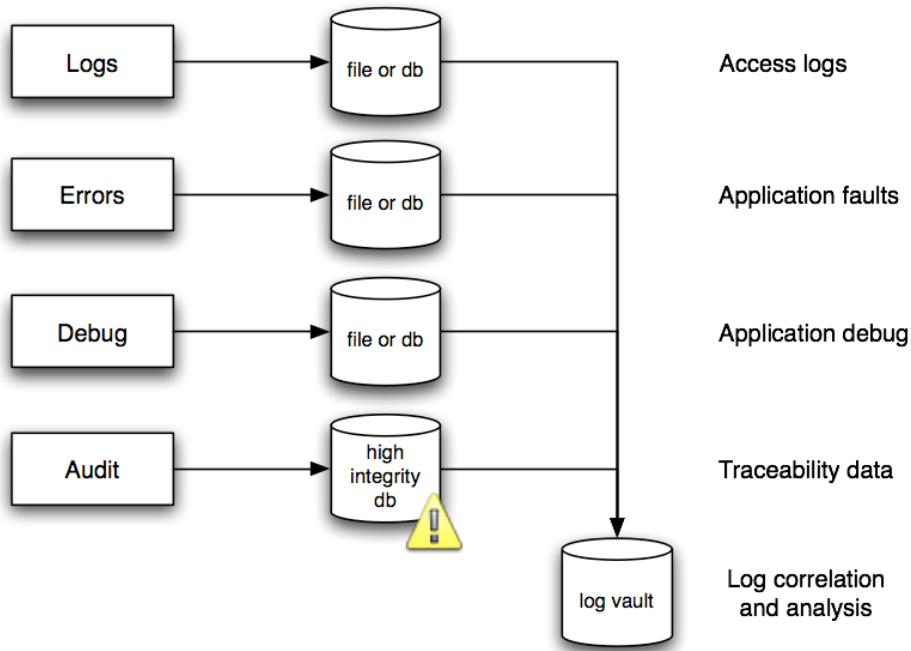 Logs
file or db
Access logs
Errors
file or db
Application faults
Debug
file or db
Application debug
Audit
high
integrity
db
!
Traceability data
log vault
Log correlation
and analysis